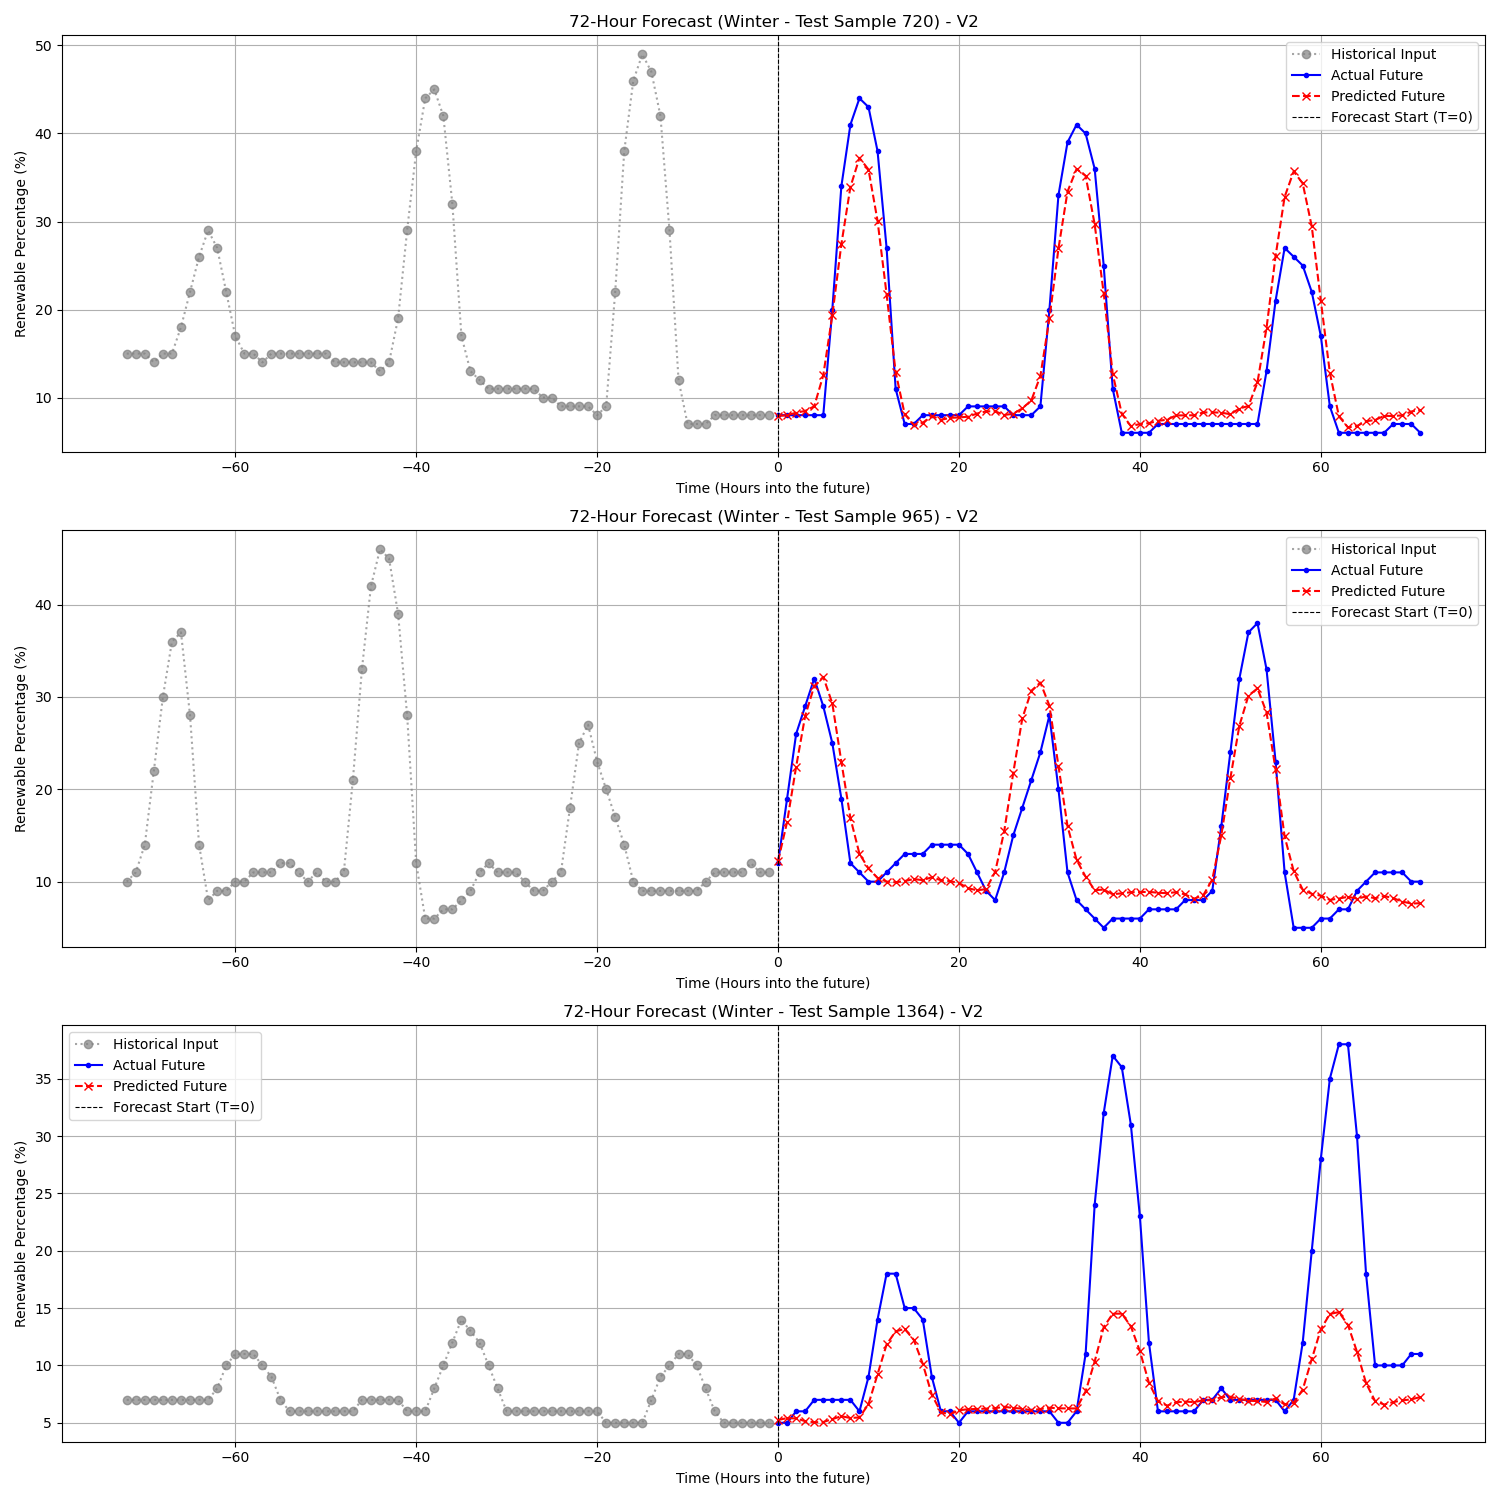 72-Hour Forecast (Winter - Test Sample 720) - V2
Renewable Percentage (%)
50
40
30
20
10
Historical Input
Actual Future
Predicted Future
Forecast Start (T=0)
−60
−40
−20
0
20
40
60
Time (Hours into the future)
72-Hour Forecast (Winter - Test Sample 965) - V2
Renewable Percentage (%)
40
30
20
10
Historical Input
Actual Future
Predicted Future
Forecast Start (T=0)
−60
−40
−20
0
20
40
60
Time (Hours into the future)
72-Hour Forecast (Winter - Test Sample 1364) - V2
Renewable Percentage (%)
35
30
25
20
15
10
5
Historical Input
Actual Future
Predicted Future
Forecast Start (T=0)
−60
−40
−20
0
20
40
60
Time (Hours into the future)